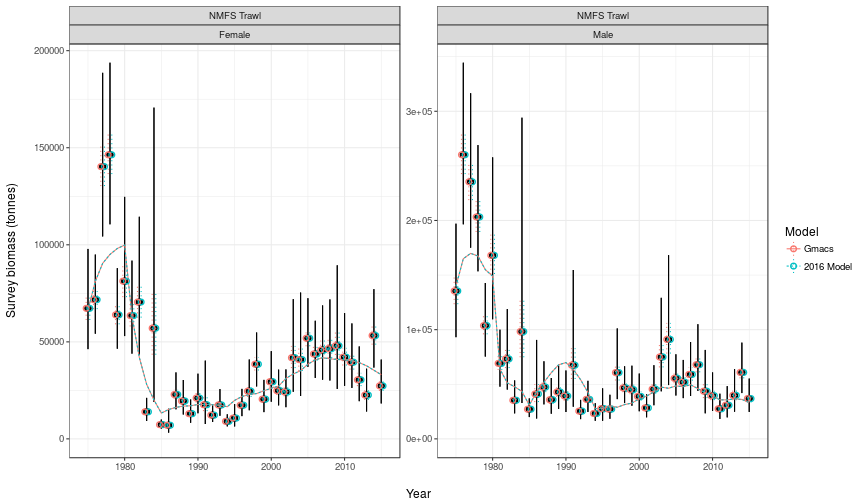 NMFS Trawl
NMFS Trawl
Female
Male
Survey biomass (tonnes)
200000
150000
100000
50000
0
3e+05
2e+05
1e+05
0e+00
1980
1990
2000
2010
1980
1990
2000
2010
Year
Model
Gmacs
2016 Model